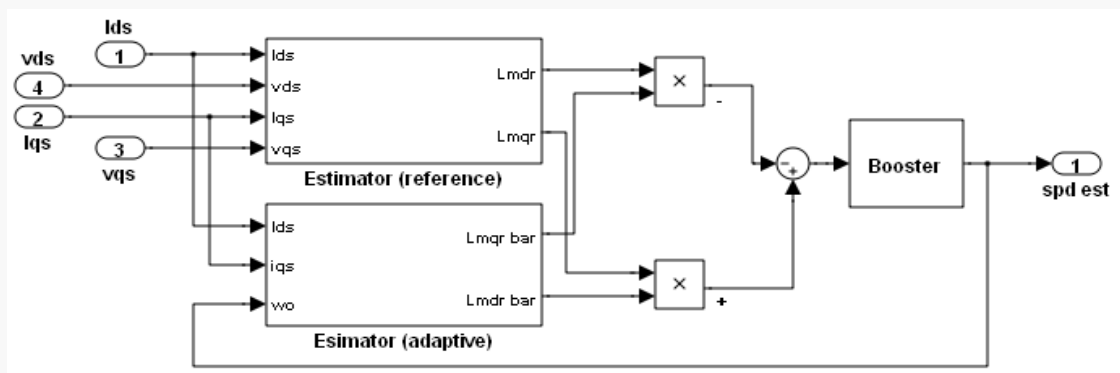 Ids
1
vds
4
2
Iqs
3
vqs
Ids
vds
Iqs
vqs
Lmdr
Lmqr
Estimator (reference)
Ids
iqs
wo
Lmqr bar
Lmdr bar
Esimator (adaptive)
×
-
×
+
-
+
Booster
1
spd est